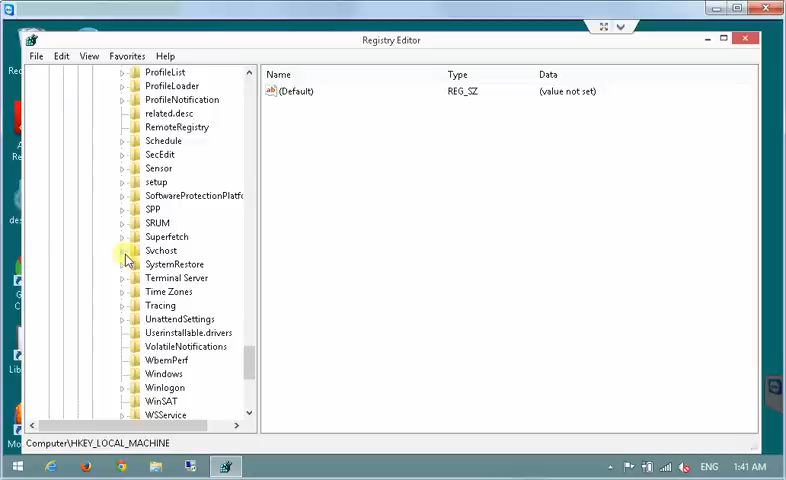 Registry Editor
File Edit View Favorites Help
ProfileList
ProfileLoader
ProfileNotification
related.desc
RemoteRegistry
Schedule
SecEdit
Sensor
setup
SoftwareProtectionPlatfo
SPP
SRUM
Superfetch
Svchost
SystemRestore
Terminal Server
Time Zones
Tracing
UnattendSettings
Userinstallable.drivers
VolatileNotifications
WbemPerf
Windows
Winlogon
WinSAT
WSService
Name Type Data
ab (Default) REG_SZ (value not set)
Computer\HKEY_LOCAL_MACHINE
ENG 1:41 AM